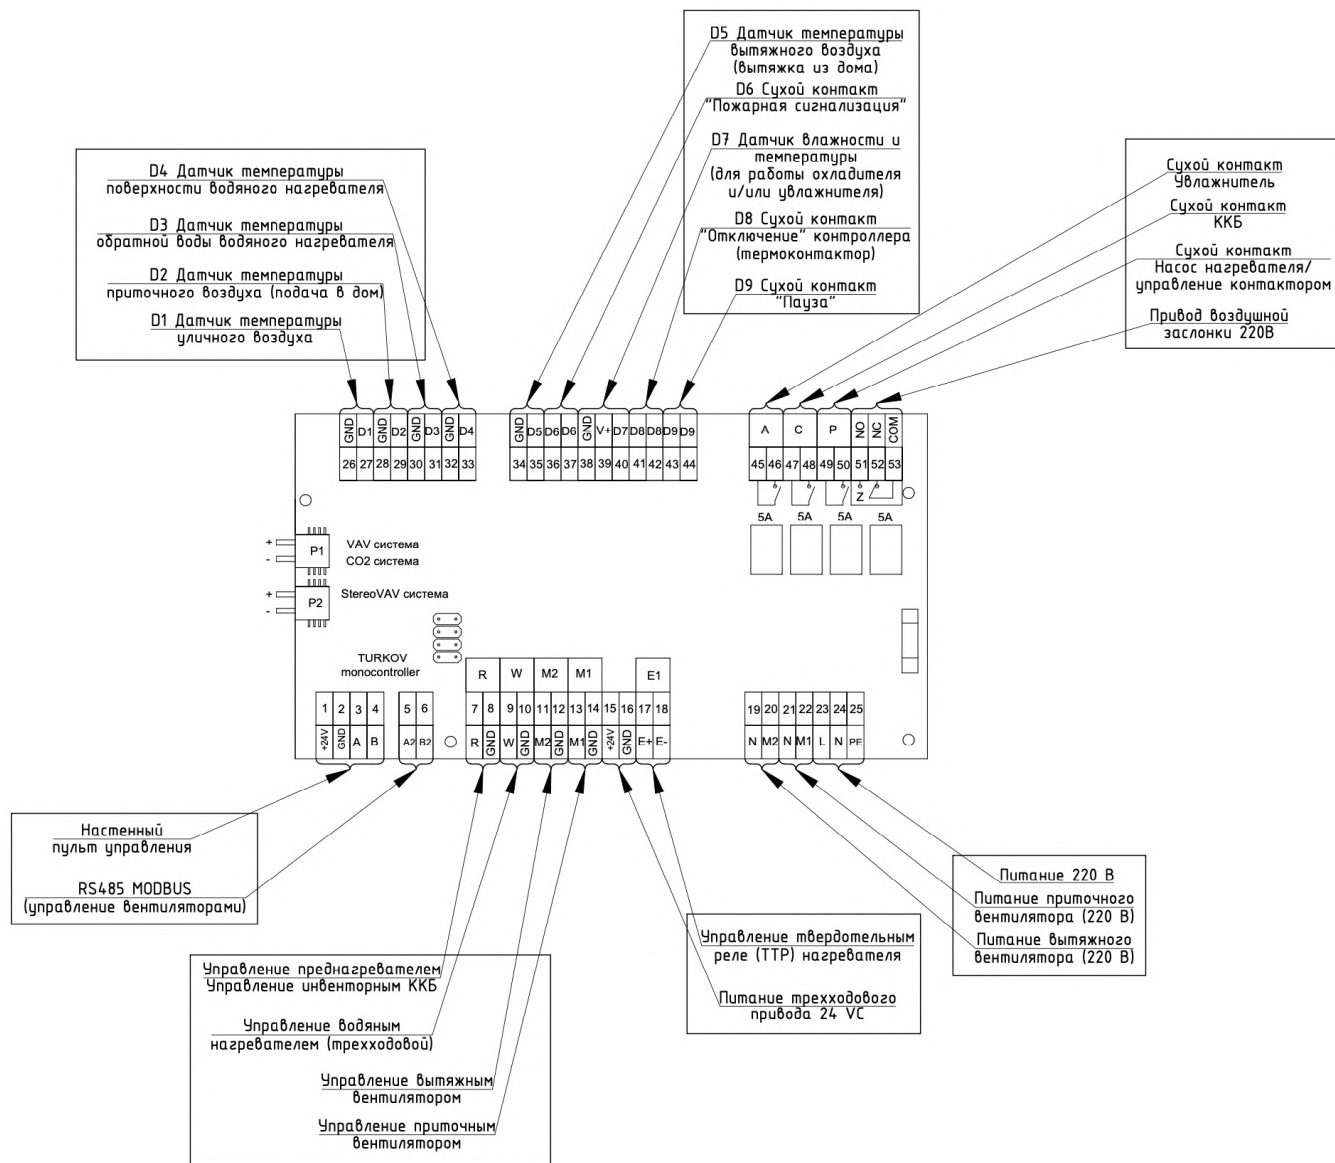 D5 Датчик температуры
вытяжного воздуха
(вытяжка из дома)
D6 Сухой контакт
"Пожарная сигнализация"
D7 Датчик влажности и
температуры
(для работы охладителя
и/или увлажнителя)
D8 Сухой контакт
"Отключение" контроллера
(термоконтактор)
D9 Сухой контакт
"Пауза"
D4 Датчик температуры
поверхности водяного нагревателя
D3 Датчик температуры
обратной воды водяного нагревателя
D2 Датчик температуры
приточного воздуха (подача в дом)
D1 Датчик температуры
уличного воздуха
Сухой контакт
Увлажнитель
Сухой контакт
ККБ
Сухой контакт
Насос нагревателя/
управление контактором
Привод воздушной
заслонки 220В
GND D1 GND D2 GND D3 GND D4
26 27 28 29 30 31 32 33
GND D5 D6 D6 GND V+ D7 D8 D8 D9 D9
34 35 36 37 38 39 40 41 42 43 44
A C P NO NC COM
45 46 47 48 49 50 51 52 53
Z
5A 5A 5A 5A
+
-
P1
VAV система
CO2 система
+
-
P2
StereoVAV система
TURKOV
monocontroller
R W M2 M1 E1
1 2 3 4 5 6 7 8 9 10 11 12 13 14 15 16 17 18
+24V GND A B A2 B2 R GND W GND M2 GND M1 GND +24V GND E+ E-
19 20 21 22 23 24 25
N M2 N M1 L N PE
Настенный
пульт управления
RS485 MODBUS
(управление вентиляторами)
Управление преднагревателем
Управление инвенторным ККБ
Управление водяным
нагревателем (трехходовой)
Управление вытяжным
вентилятором
Управление приточным
вентилятором
Управление твердотельным
реле (ТТР) нагревателя
Питание трехходового
привода 24 VC
Питание 220 В
Питание приточного
вентилятора (220 В)
Питание вытяжного
вентилятора (220 В)